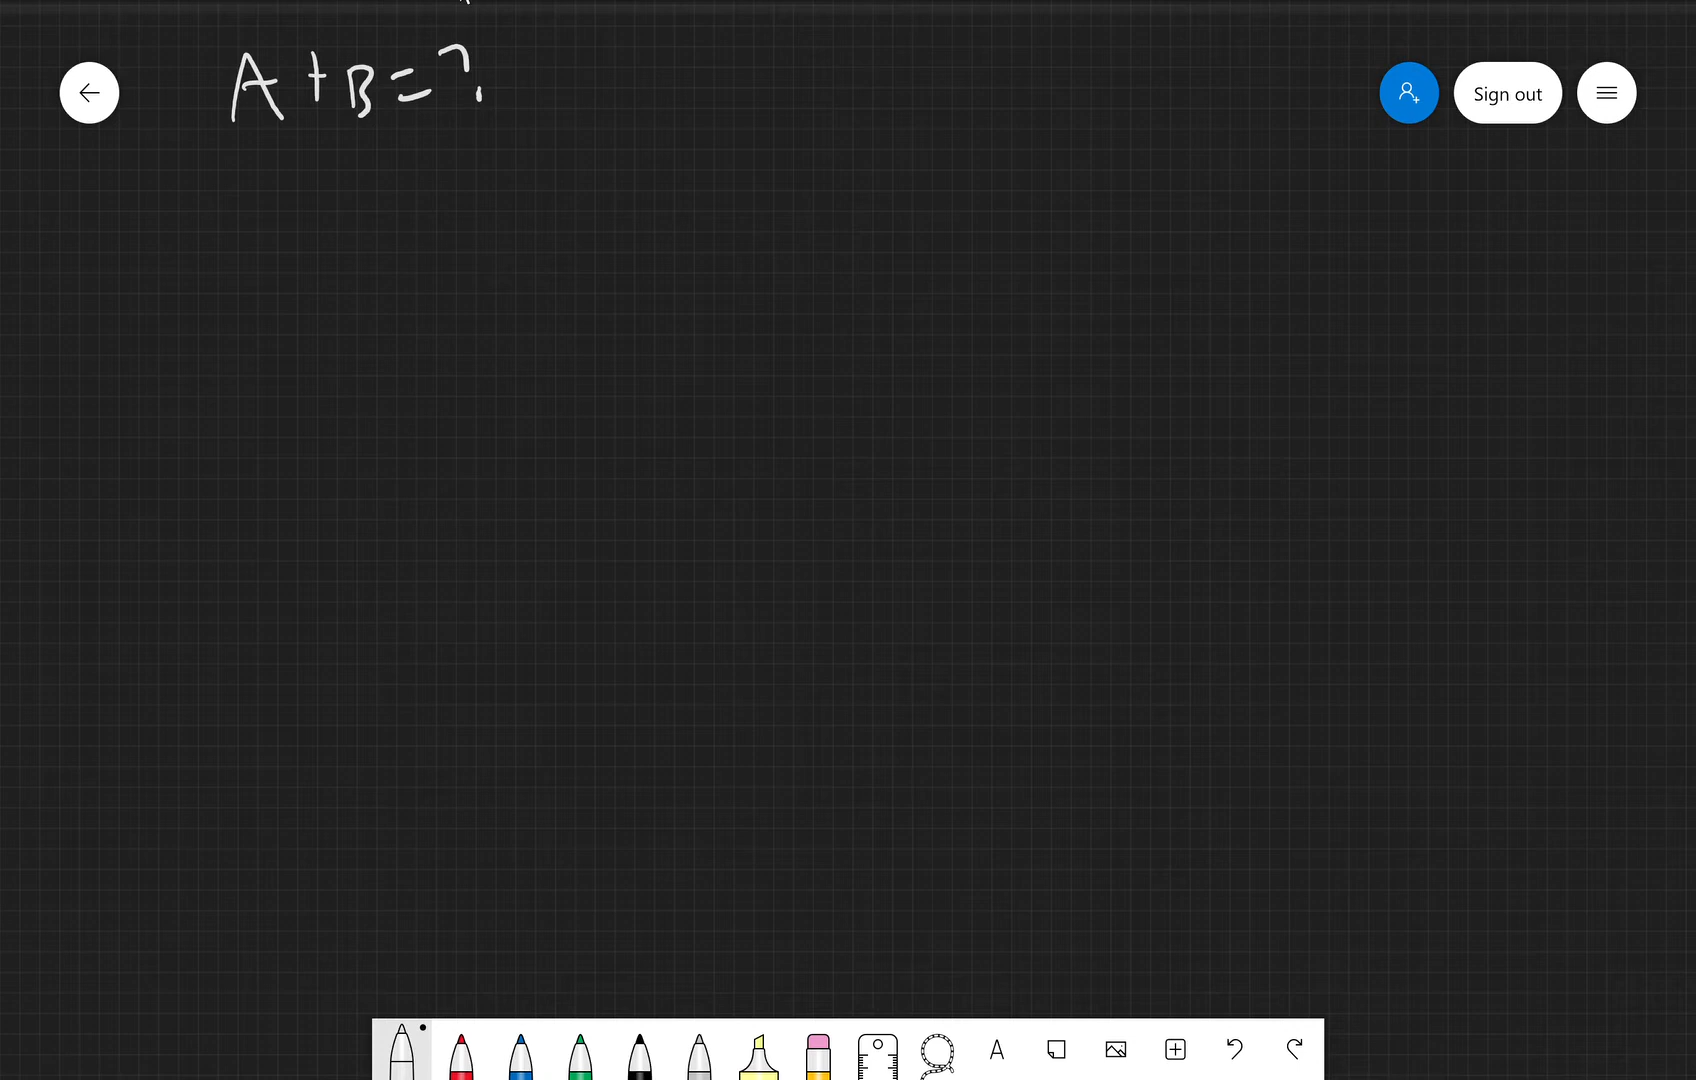 A + B = ?
Sign out